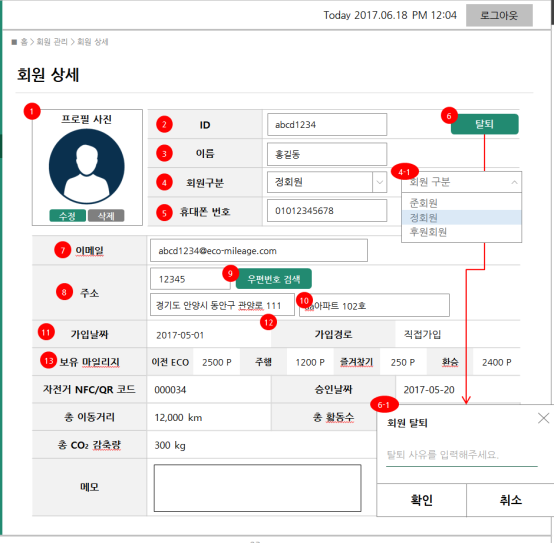 Today 2017.06.18 PM 12:04 로그아웃
■ 홈 > 회원 관리 > 회원 상세
회원 상세
1 프로필 사진
수정 삭제
2 ID abcd1234
6 탈퇴
3 이름 홍길동
4 회원구분 정회원
4-1 회원 구분
준회원
정회원
후원회원
5 휴대폰 번호 01012345678
7 이메일 abcd1234@eco-mileage.com
8 주소 12345 9 우편번호 검색
경기도 안양시 동안구 관양로 111 10 아파트 102호
12
11 가입날짜 2017-05-01 가입경로 직접가입
13 보유 마일리지 이전 ECO 2500 P 주행 1200 P 즐겨찾기 250 P 환승 2400 P
자전거 NFC/QR 코드 000034 승인날짜 2017-05-20
총 이동거리 12,000 km 총 활동수
총 CO₂ 감축량 300 kg
메모
6-1
회원 탈퇴
탈퇴 사유를 입력해주세요.
확인 취소